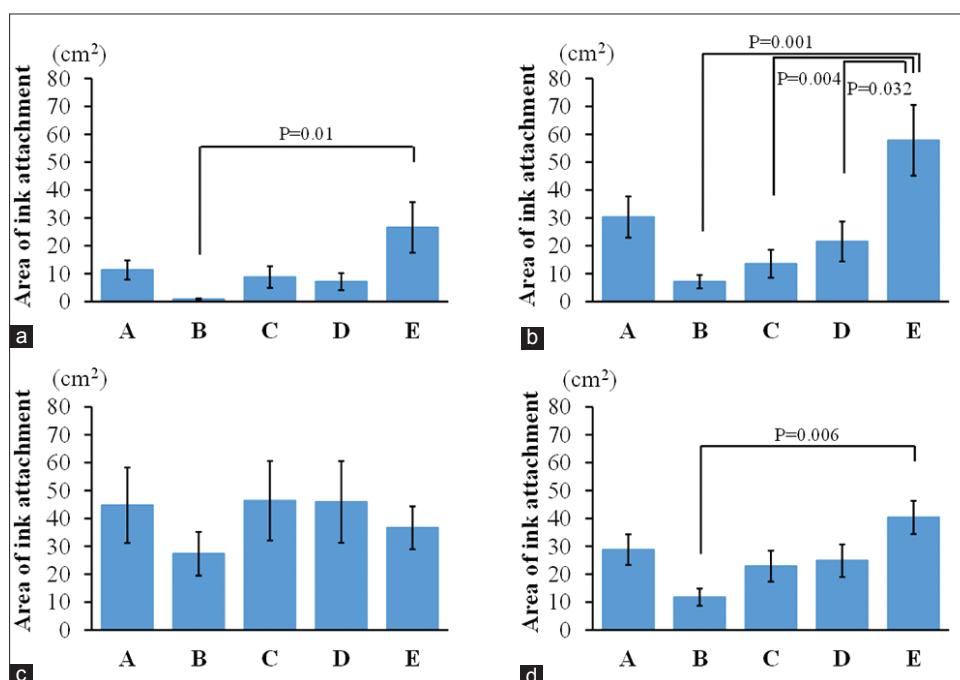 (cm²)
80
70
60
50
40
30
20
10
0
Area of ink attachment
P=0.01
A B C D E
a
(cm²)
80
70
60
50
40
30
20
10
0
Area of ink attachment
P=0.001
P=0.004
P=0.032
A B C D E
b
(cm²)
80
70
60
50
40
30
20
10
0
Area of ink attachment
A B C D E
c
(cm²)
80
70
60
50
40
30
20
10
0
Area of ink attachment
P=0.006
A B C D E
d